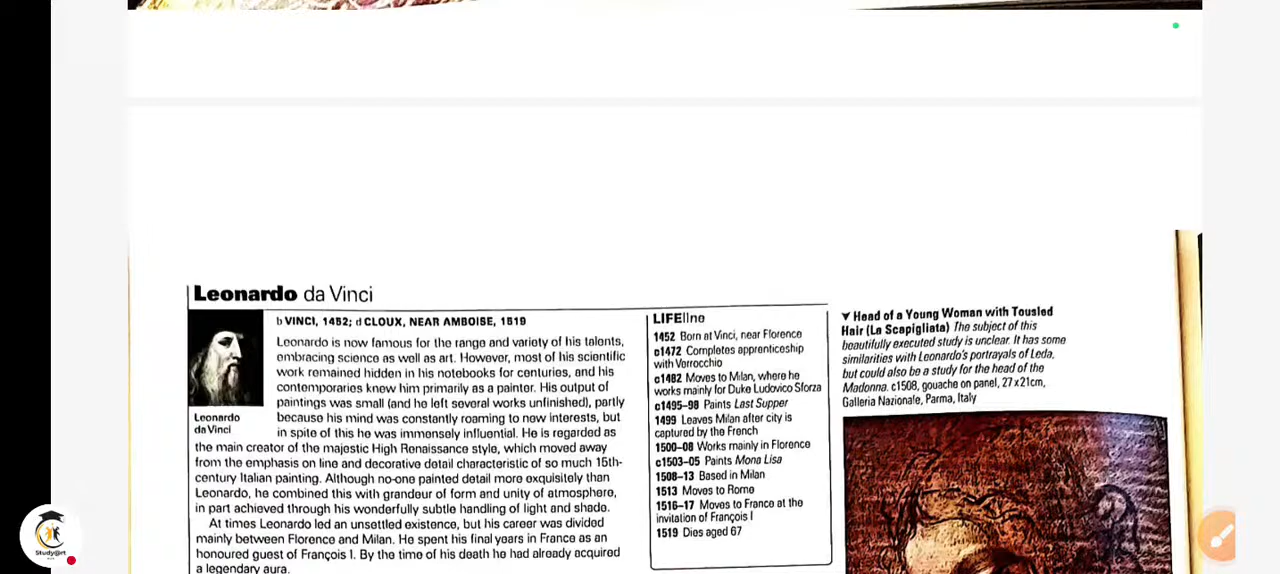 Leonardo da Vinci
b VINCI, 1452; d CLOUX, NEAR AMBOISE, 1519
Leonardo is now famous for the range and variety of his talents,
embracing science as well as art. However, most of his scientific
work remained hidden in his notebooks for centuries, and his
contemporaries knew him primarily as a painter. His output of
paintings was small (and he left several works unfinished), partly
because his mind was constantly roaming to new interests, but
in spite of this he was immensely influential. He is regarded as
the main creator of the majestic High Renaissance style, which moved away
from the emphasis on line and decorative detail characteristic of so much 15th-
century Italian painting. Although no-one painted detail more exquisitely than
Leonardo, he combined this with grandeur of form and unity of atmosphere,
in part achieved through his wonderfully subtle handling of light and shade.
At times Leonardo led an unsettled existence, but his career was divided
mainly between Florence and Milan. He spent his final years in France as an
honoured guest of François I. By the time of his death he had already acquired
a legendary aura.
Leonardo
da Vinci
LIFEline
1452 Born at Vinci, near Florence
c1472 Completes apprenticeship
with Verrocchio
c1482 Moves to Milan, where he
works mainly for Duke Ludovico Sforza
c1495–98 Paints Last Supper
1499 Leaves Milan after city is
captured by the French
1500–08 Works mainly in Florence
c1503–05 Paints Mona Lisa
1508–13 Based in Milan
1513 Moves to Rome
1516–17 Moves to France at the
invitation of François I
1519 Dies aged 67
▼ Head of a Young Woman with Tousled
Hair (La Scapigliata) The subject of this
beautifully executed study is unclear. It has some
similarities with Leonardo's portrayals of Leda,
but could also be a study for the head of the
Madonna. c1508, gouache on panel, 27 x 21cm,
Galleria Nazionale, Parma, Italy
Study@rt